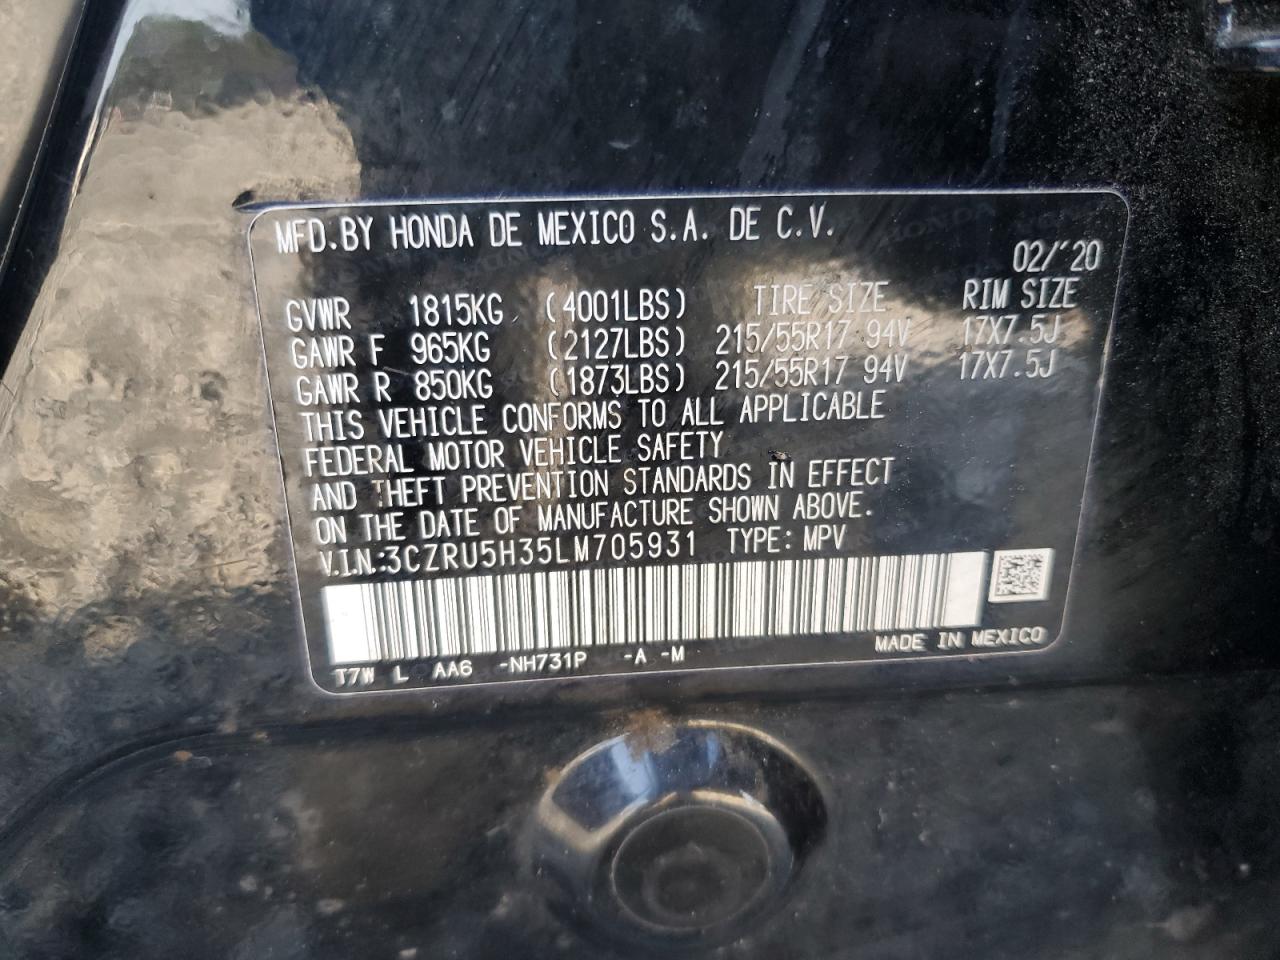 MFD.BY HONDA DE MEXICO S.A. DE C.V.
02/'20
GVWR 1815KG (4001LBS) TIRE SIZE RIM SIZE
GAWR F 965KG (2127LBS) 215/55R17 94V 17X7.5J
GAWR R 850KG (1873LBS) 215/55R17 94V 17X7.5J
THIS VEHICLE CONFORMS TO ALL APPLICABLE
FEDERAL MOTOR VEHICLE SAFETY
AND THEFT PREVENTION STANDARDS IN EFFECT
ON THE DATE OF MANUFACTURE SHOWN ABOVE.
V.I.N.:3CZRU5H35LM705931 TYPE: MPV
MADE IN MEXICO
T7W L AA6 -NH731P -A -M